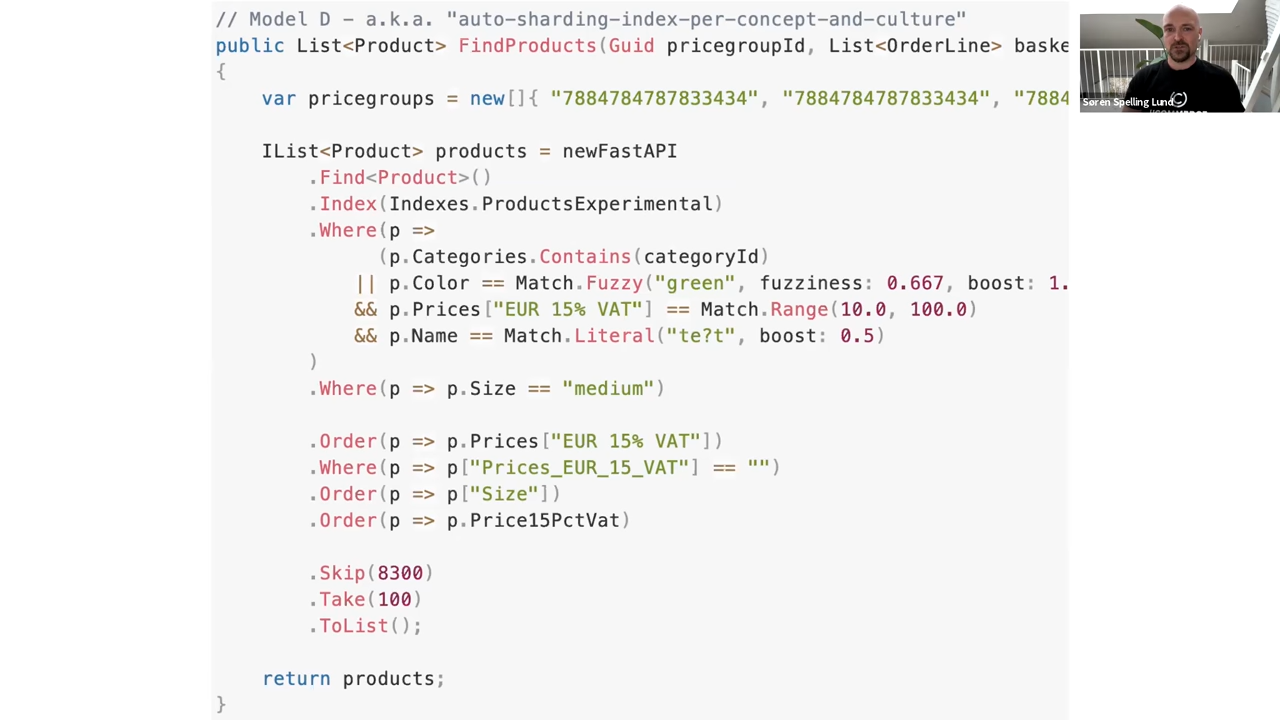 // Model D - a.k.a. "auto-sharding-index-per-concept-and-culture"
public List<Product> FindProducts(Guid pricegroupId, List<OrderLine> baske
{
var pricegroups = new[]{ "7884784787833434", "7884784787833434", "7884
IList<Product> products = newFastAPI
.Find<Product>()
.Index(Indexes.ProductsExperimental)
.Where(p =>
(p.Categories.Contains(categoryId)
|| p.Color == Match.Fuzzy("green", fuzziness: 0.667, boost: 1.
&& p.Prices["EUR 15% VAT"] == Match.Range(10.0, 100.0)
&& p.Name == Match.Literal("te?t", boost: 0.5)
)
.Where(p => p.Size == "medium")
.Order(p => p.Prices["EUR 15% VAT"])
.Where(p => p["Prices_EUR_15_VAT"] == "")
.Order(p => p["Size"])
.Order(p => p.Price15PctVat)
.Skip(8300)
.Take(100)
.ToList();
return products;
}
Søren Spelling Lund